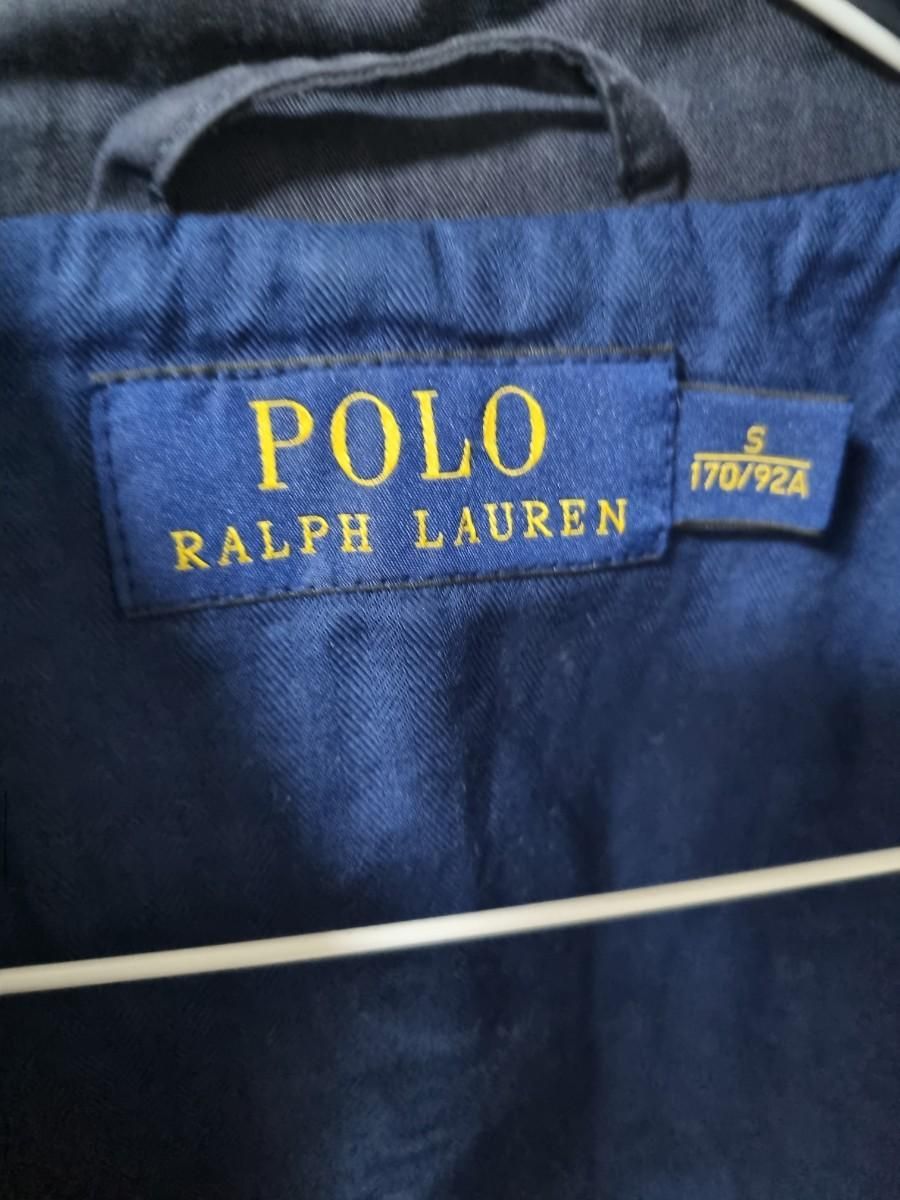 POLO
RALPH LAUREN
S
170/92A